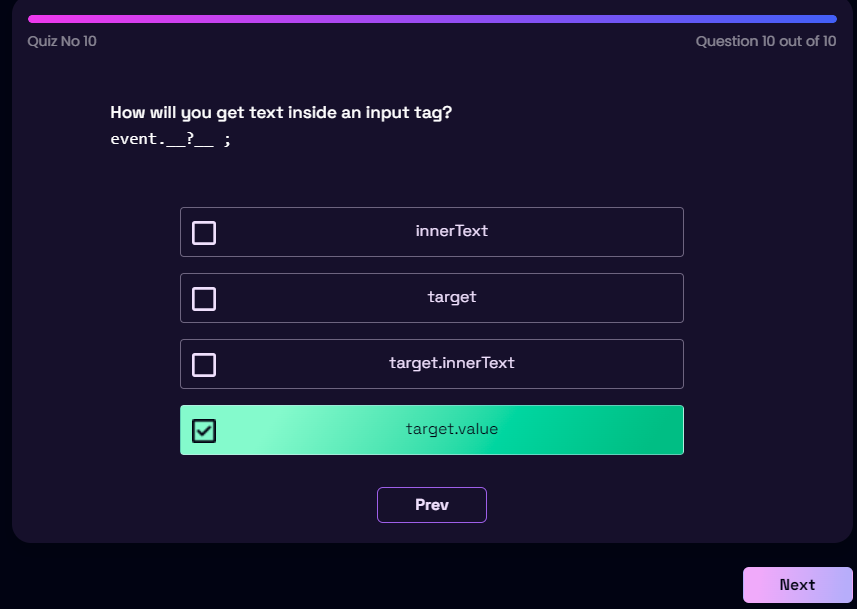 Quiz No 10
Question 10 out of 10
How will you get text inside an input tag?
event.__?__ ;
innerText
target
target.innerText
target.value
Prev
Next